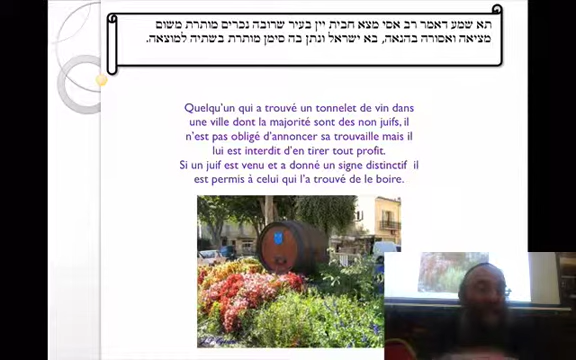 תא שמע דאמר רב אסי מצא חבית יין בעיר שרובה נכרים מותרת משום
מציאה ואסורה בהנאה, בא ישראל ונתן בה סימן מותרת בשתיה למוצאה.
Quelqu'un qui a trouvé un tonnelet de vin dans
une ville dont la majorité sont des non juifs, il
n'est pas obligé d'annoncer sa trouvaille mais il
lui est interdit d'en tirer tout profit.
Si un juif est venu et a donné un signe distinctif il
est permis à celui qui l'a trouvé de le boire.